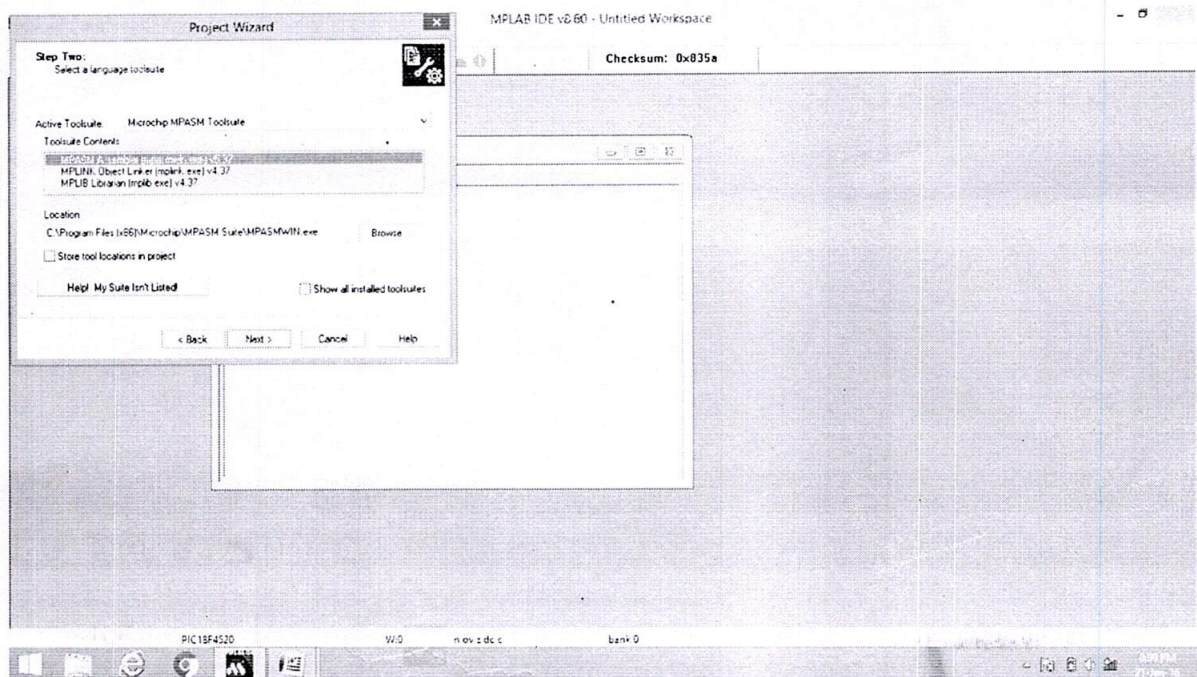 Project Wizard
MPLAB IDE v8.60 - Untitled Workspace
Step Two:
Select a language toolsuite
Checksum: 0x835a
Active Toolsuite: Microchip MPASM Toolsuite
Toolsuite Contents
MPASM Assembler
MPLINK Object Linker (mplink.exe) v4.37
MPLIB Librarian (mplib.exe) v4.37
Location
C:\Program Files (x86)\Microchip\MPASM Suite\MPASMWIN.exe
Browse
Store tool locations in project
Help! My Suite Isn't Listed!
Show all installed toolsuites
< Back
Next >
Cancel
Help
PIC18F4520
W:0
n ov z dc c
bank 0